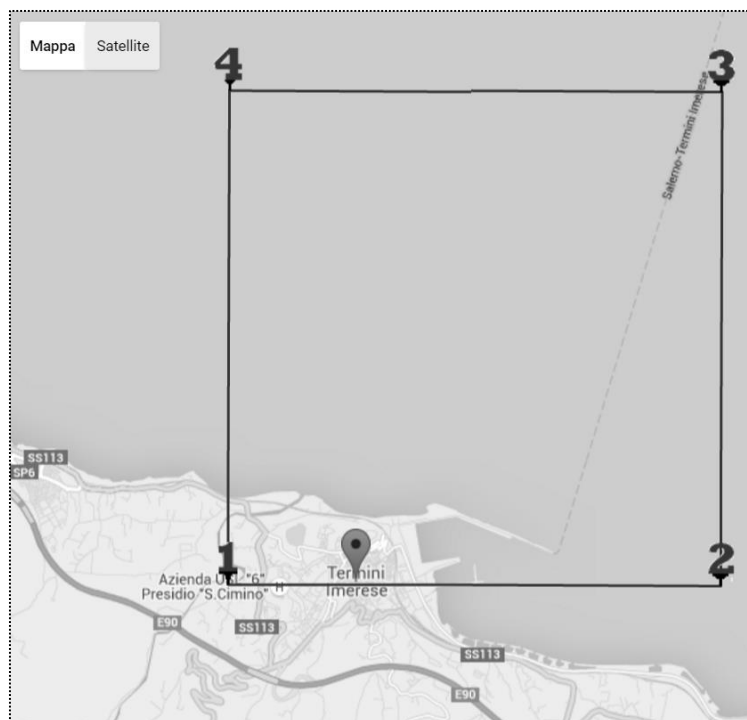 Mappa Satellite
4
3
Salerno-Termini Imerese
SS113
SP6
1
2
Azienda U.S.L. "6"
Presidio "S.Cimino" H
Termini
Imerese
E90
SS113
SS113
E90